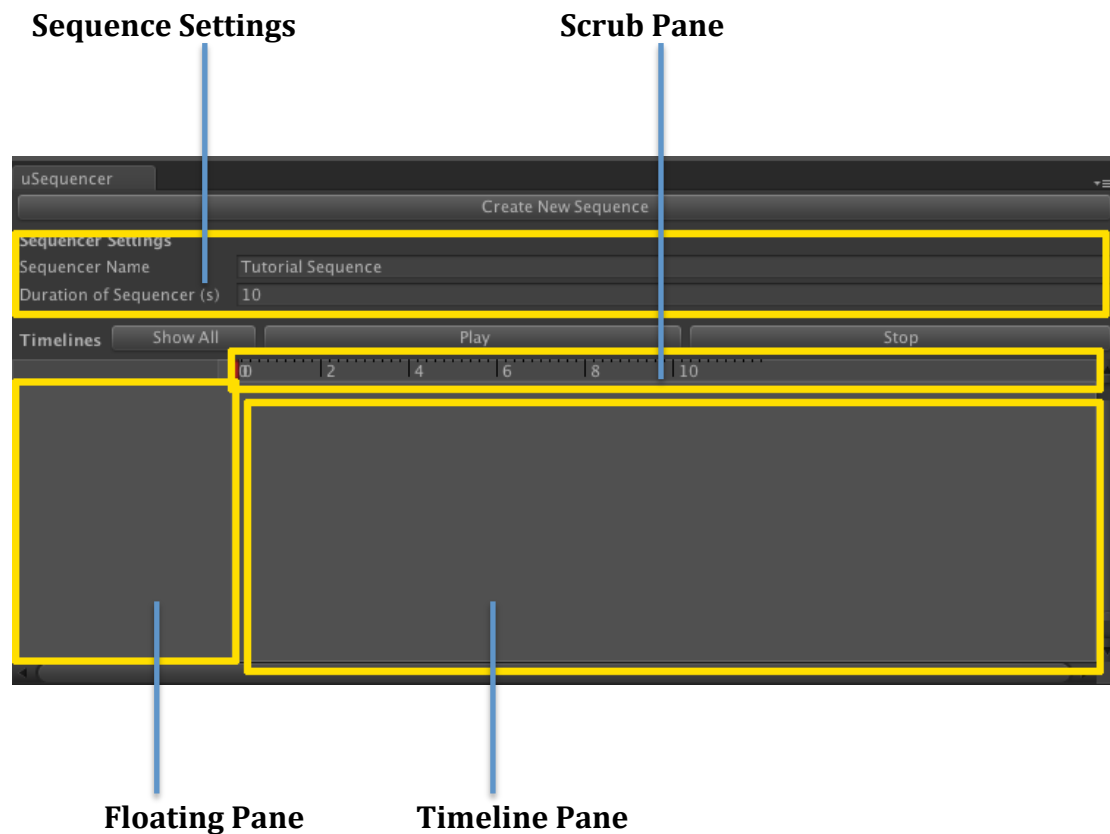 Sequence Settings
Scrub Pane
uSequencer
Create New Sequence
Sequencer Settings
Sequencer Name
Tutorial Sequence
Duration of Sequencer (s)
10
Timelines
Show All
Play
Stop
0 2 4 6 8 10
Floating Pane
Timeline Pane